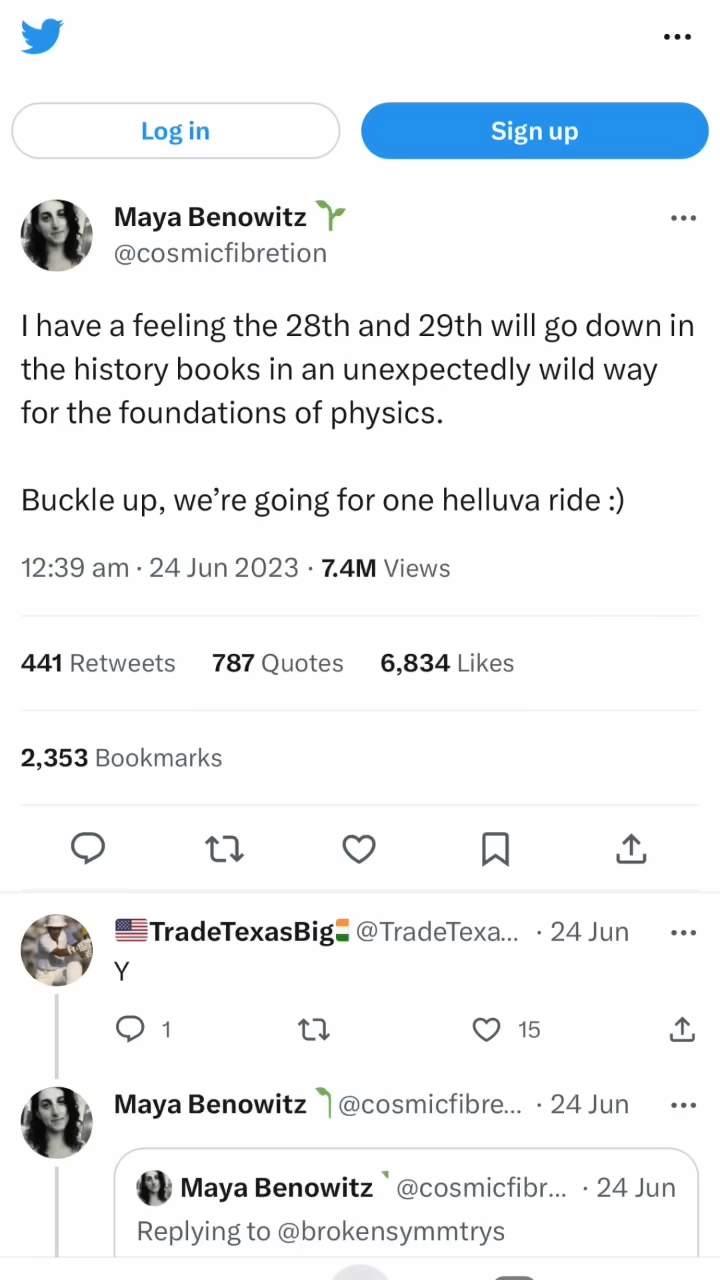 Log in
Sign up
Maya Benowitz
@cosmicfibretion
I have a feeling the 28th and 29th will go down in
the history books in an unexpectedly wild way
for the foundations of physics.
Buckle up, we’re going for one helluva ride :)
12:39 am · 24 Jun 2023 · 7.4M Views
441 Retweets 787 Quotes 6,834 Likes
2,353 Bookmarks
TradeTexasBig @TradeTexa... · 24 Jun
Y
1 15
Maya Benowitz @cosmicfibre... · 24 Jun
Maya Benowitz @cosmicfibr... · 24 Jun
Replying to @brokensymmtrys